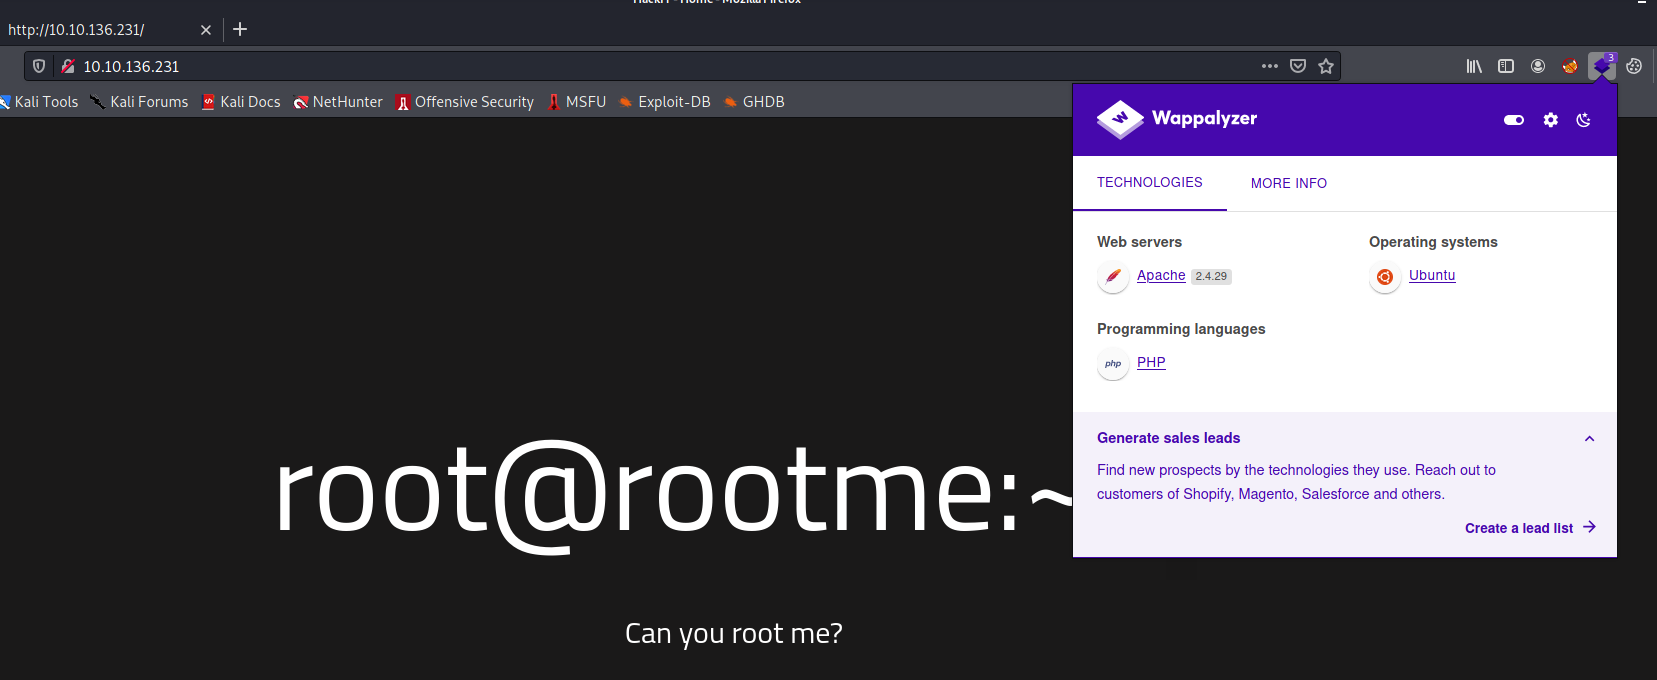 http://10.10.136.231/
10.10.136.231
3
Kali Tools Kali Forums Kali Docs NetHunter Offensive Security MSFU Exploit-DB GHDB
Wappalyzer
TECHNOLOGIES MORE INFO
Web servers Operating systems
Apache 2.4.29 Ubuntu
Programming languages
php PHP
Generate sales leads
Find new prospects by the technologies they use. Reach out to
customers of Shopify, Magento, Salesforce and others.
Create a lead list
root@rootme:~
Can you root me?